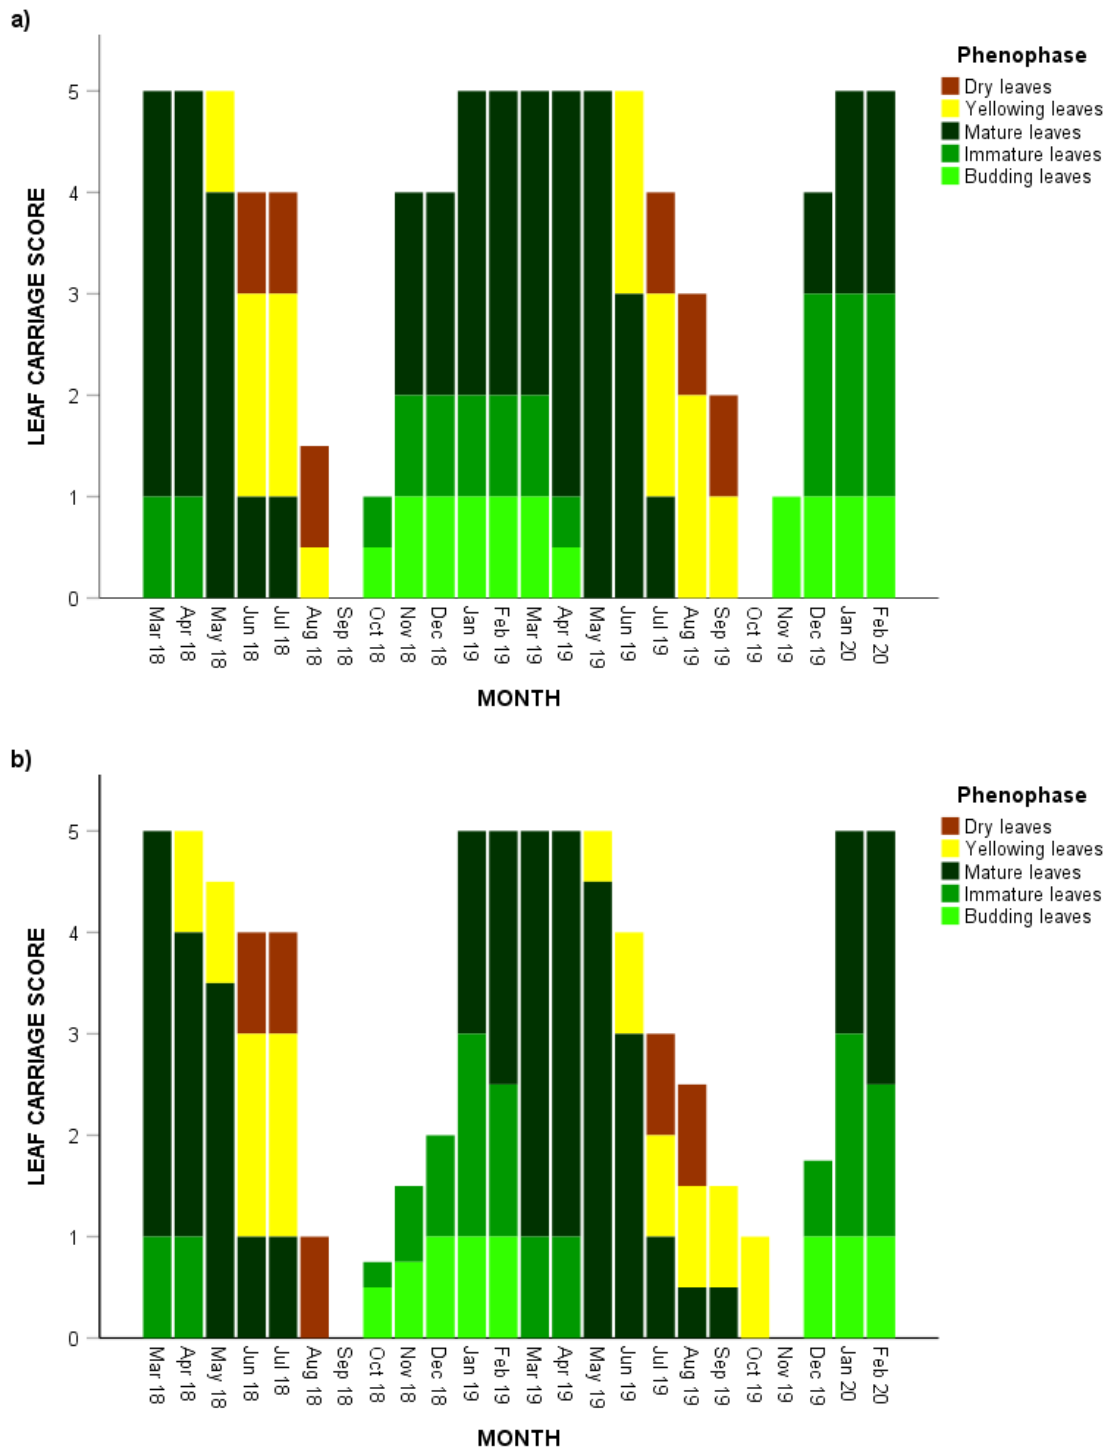 a)
Phenophase
Dry leaves
Yellowing leaves
Mature leaves
Immature leaves
Budding leaves
LEAF CARRIAGE SCORE
5
4
3
2
1
0
Mar 18
Apr 18
May 18
Jun 18
Jul 18
Aug 18
Sep 18
Oct 18
Nov 18
Dec 18
Jan 19
Feb 19
Mar 19
Apr 19
May 19
Jun 19
Jul 19
Aug 19
Sep 19
Oct 19
Nov 19
Dec 19
Jan 20
Feb 20
MONTH
b)
Phenophase
Dry leaves
Yellowing leaves
Mature leaves
Immature leaves
Budding leaves
LEAF CARRIAGE SCORE
5
4
3
2
1
0
Mar 18
Apr 18
May 18
Jun 18
Jul 18
Aug 18
Sep 18
Oct 18
Nov 18
Dec 18
Jan 19
Feb 19
Mar 19
Apr 19
May 19
Jun 19
Jul 19
Aug 19
Sep 19
Oct 19
Nov 19
Dec 19
Jan 20
Feb 20
MONTH